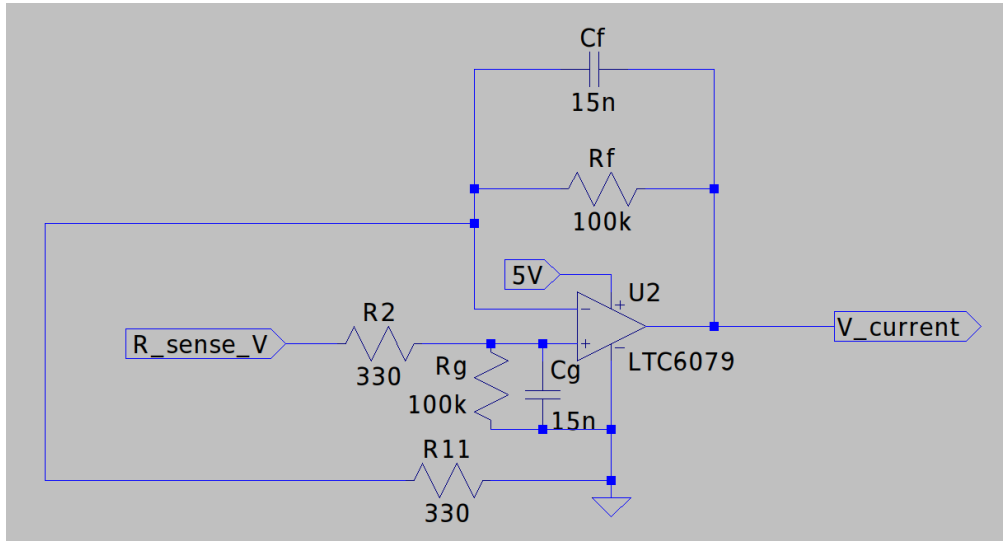 Cf
15n
Rf
100k
5V
U2
R2
R_sense_V
330
Rg
100k
Cg
15n
LTC6079
V_current
R11
330